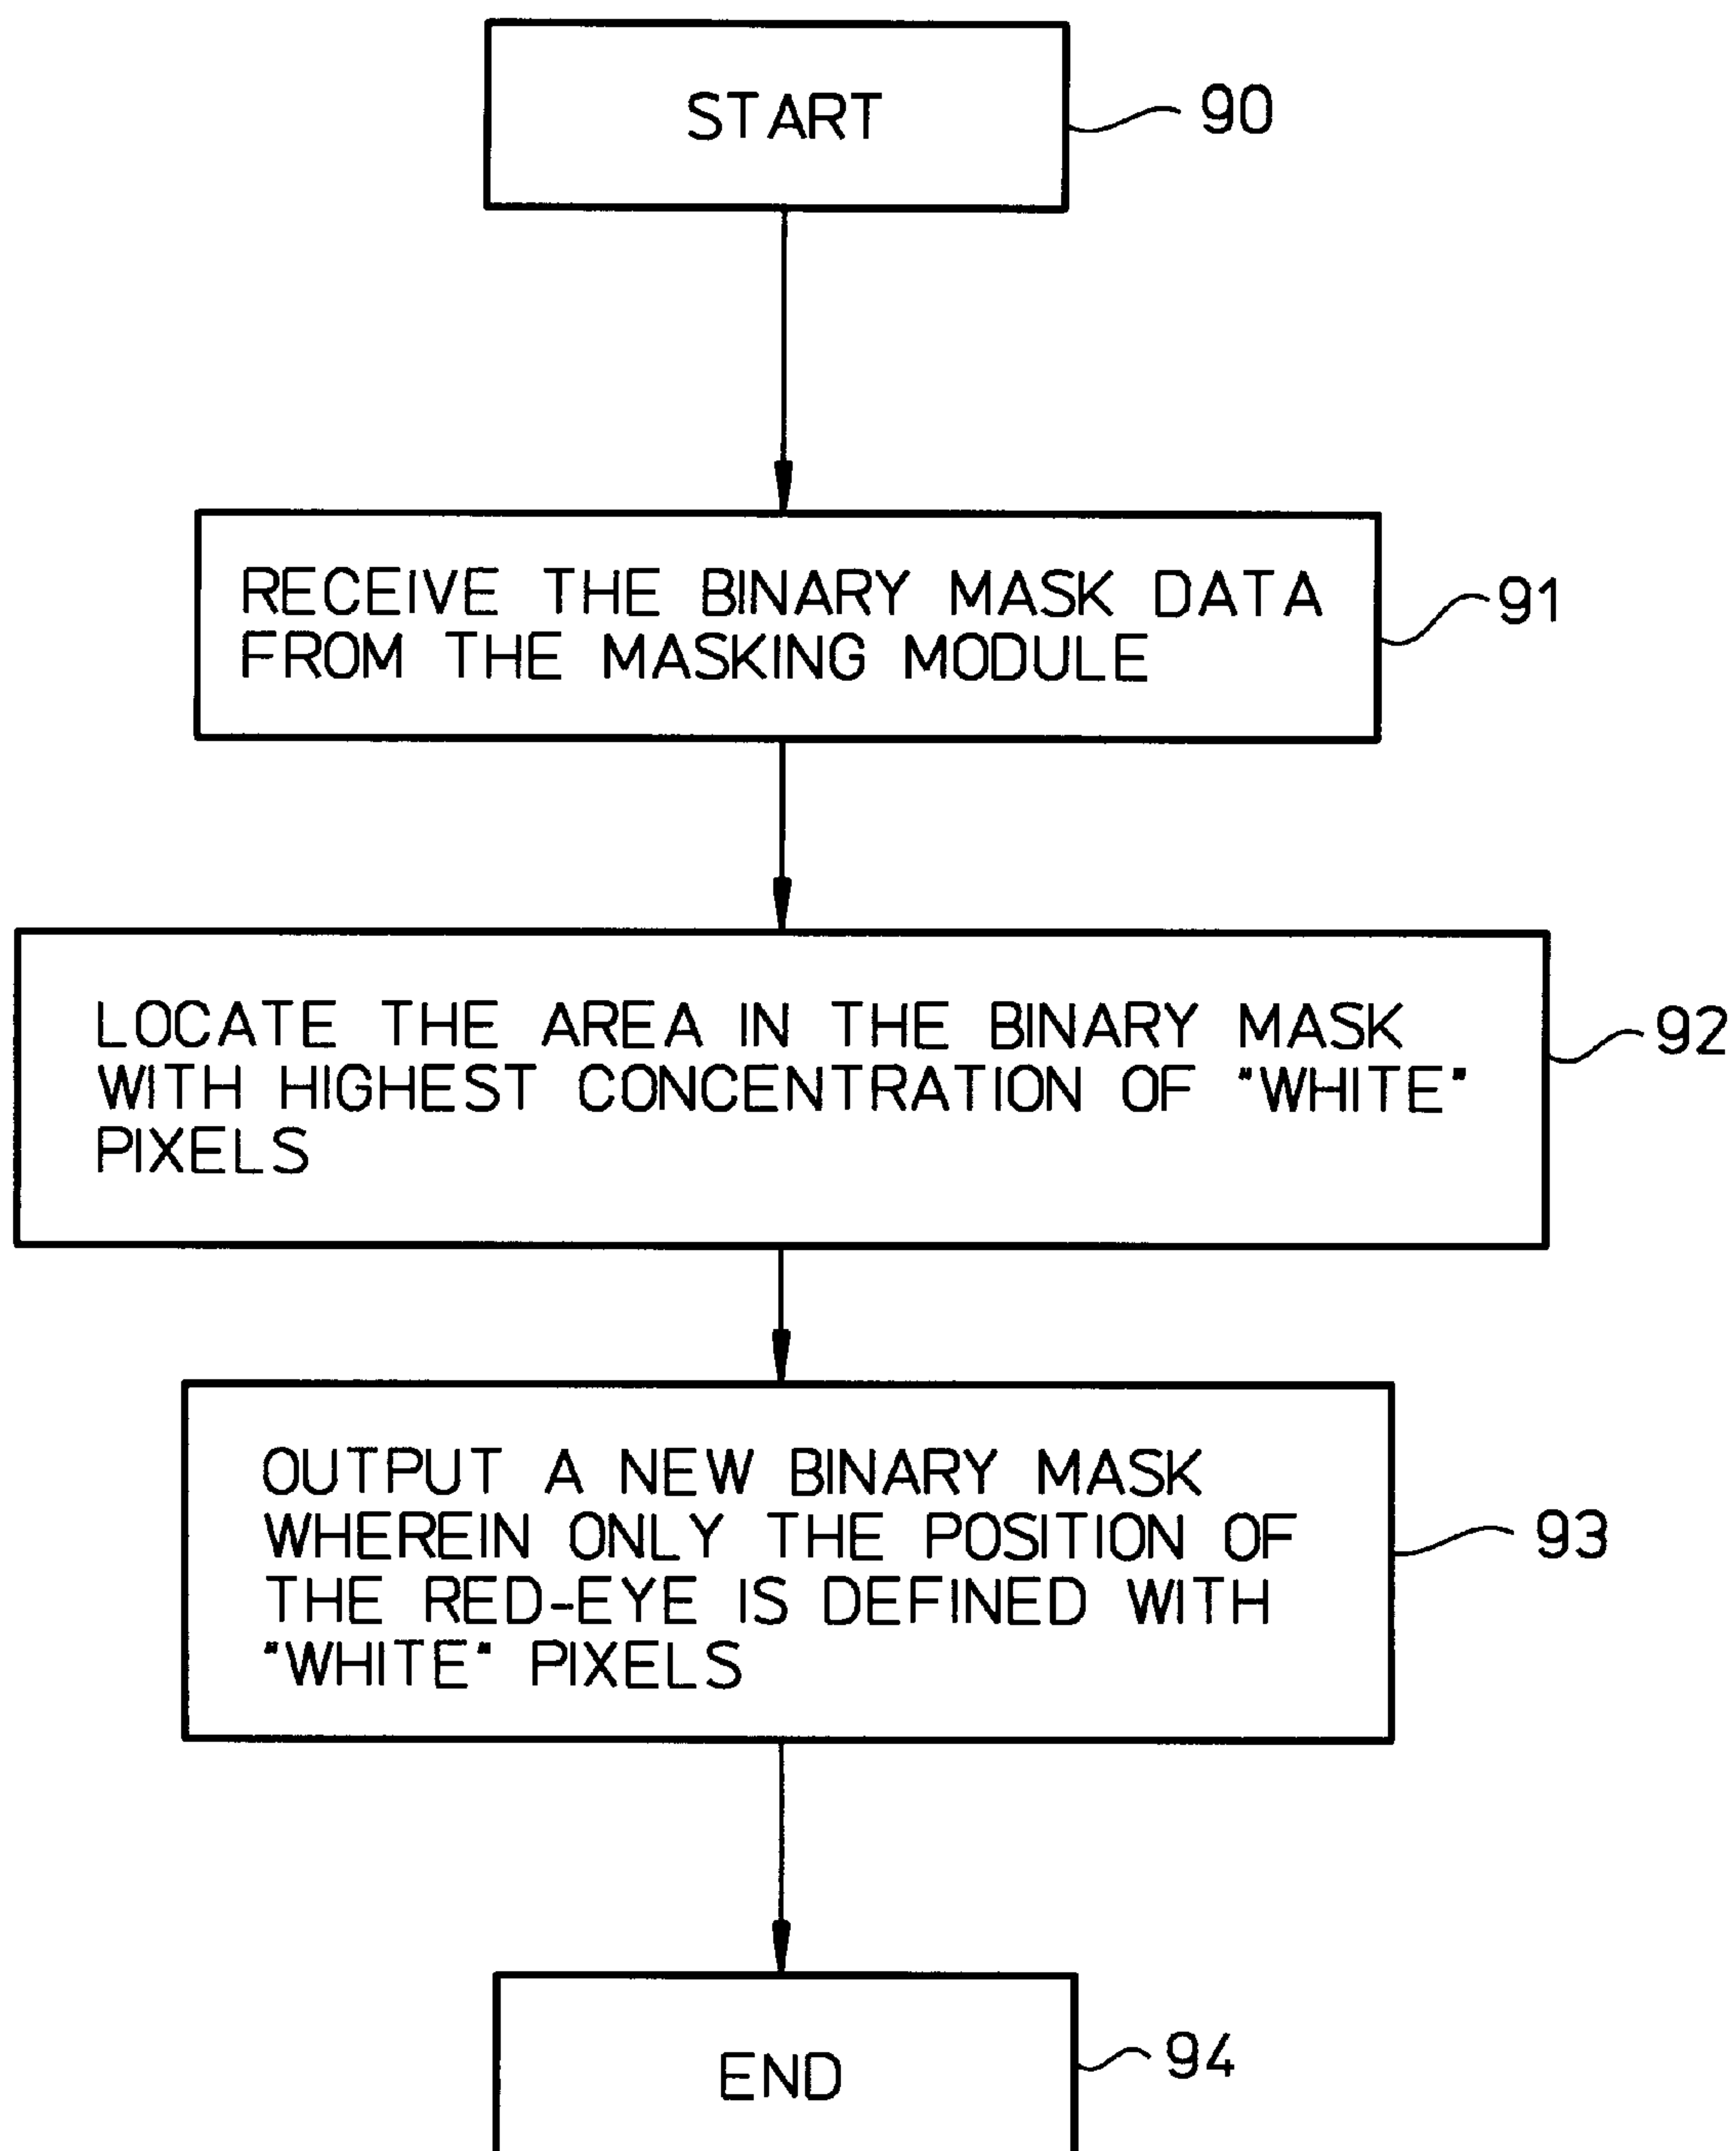 START
90
RECEIVE THE BINARY MASK DATA
FROM THE MASKING MODULE
91
LOCATE THE AREA IN THE BINARY MASK
WITH HIGHEST CONCENTRATION OF "WHITE"
PIXELS
92
OUTPUT A NEW BINARY MASK
WHEREIN ONLY THE POSITION OF
THE RED-EYE IS DEFINED WITH
"WHITE" PIXELS
93
END
94